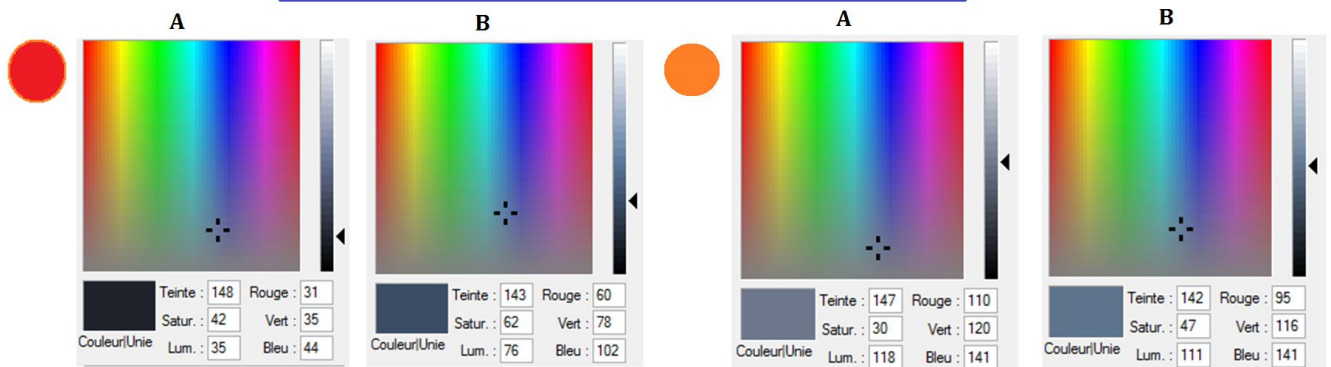 A
B
A
B
Teinte : 148 Rouge : 31
Satur. : 42 Vert : 35
Couleur|Unie
Lum. : 35 Bleu : 44
Teinte : 143 Rouge : 60
Satur. : 62 Vert : 78
Couleur|Unie
Lum. : 76 Bleu : 102
Teinte : 147 Rouge : 110
Satur. : 30 Vert : 120
Couleur|Unie
Lum. : 118 Bleu : 141
Teinte : 142 Rouge : 95
Satur. : 47 Vert : 116
Couleur|Unie
Lum. : 111 Bleu : 141